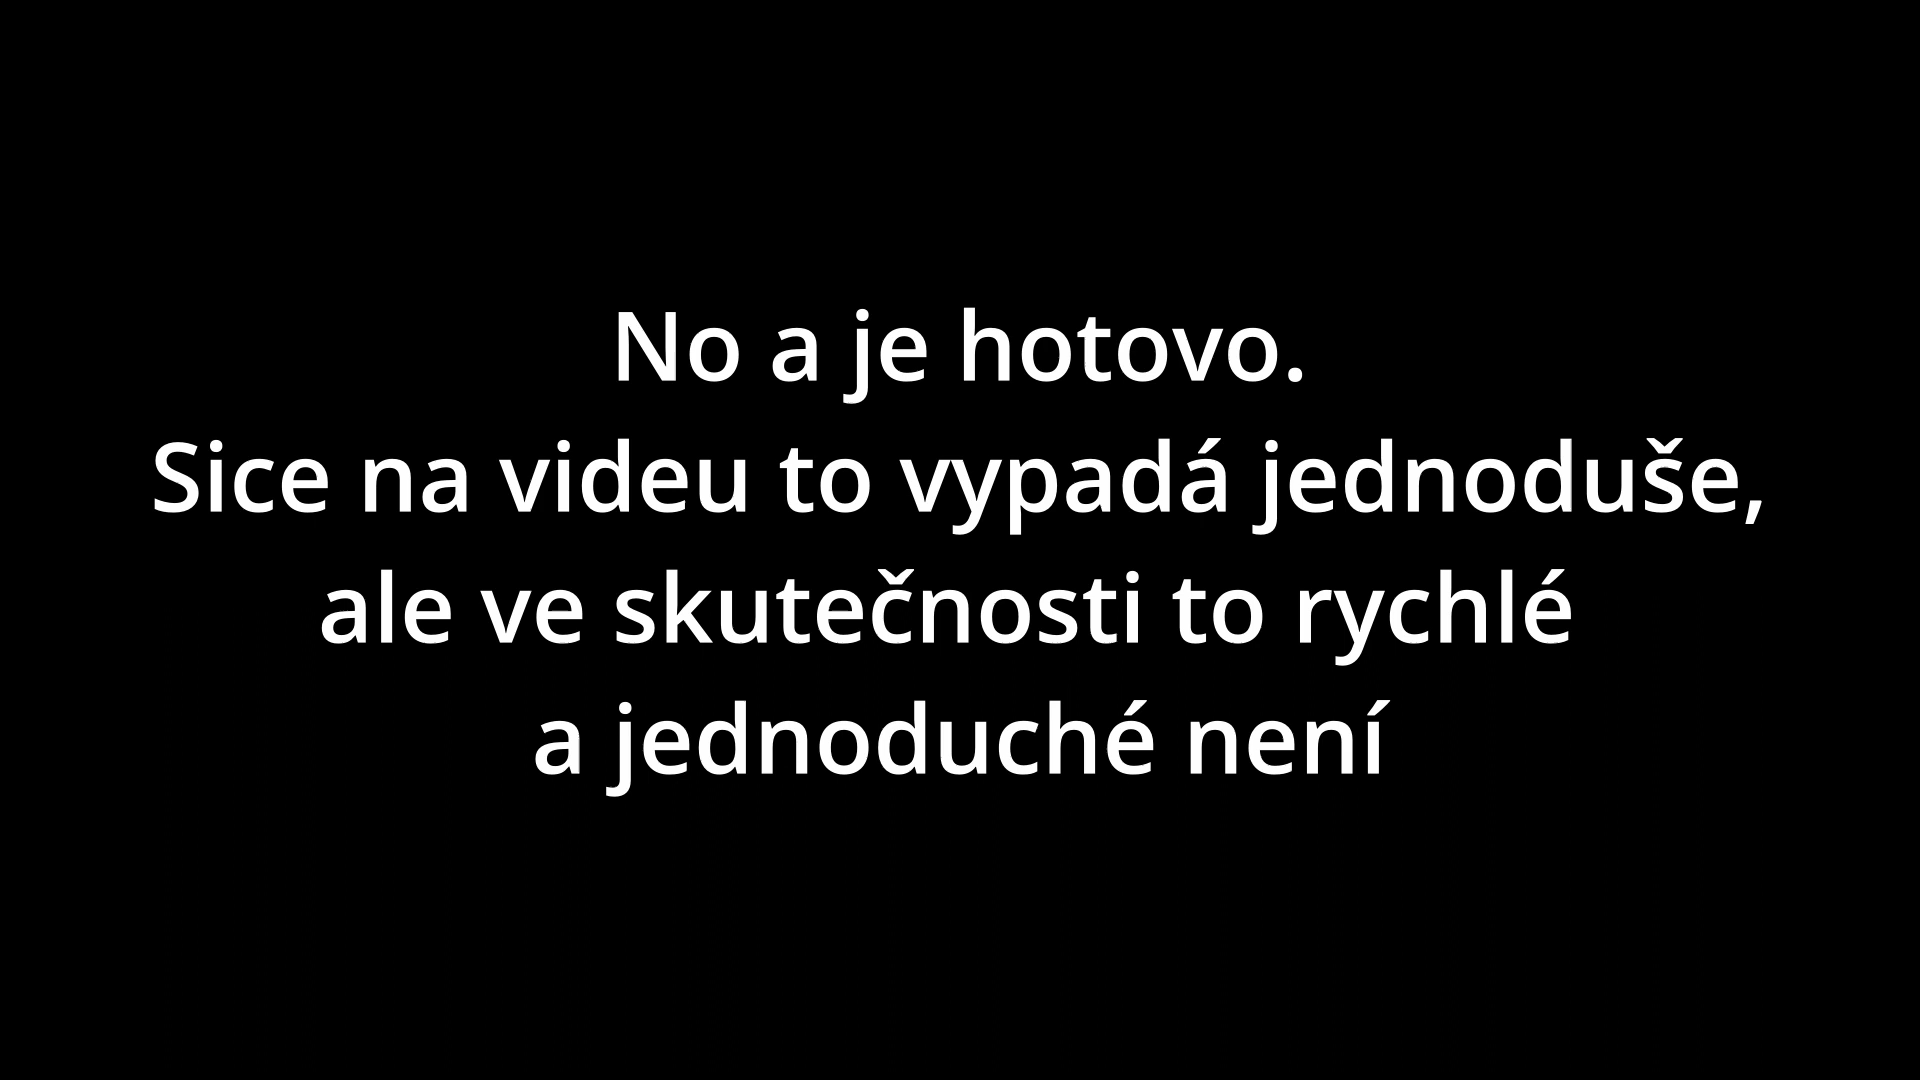 No a je hotovo.
Sice na videu to vypadá jednoduše,
ale ve skutečnosti to rychlé
a jednoduché není